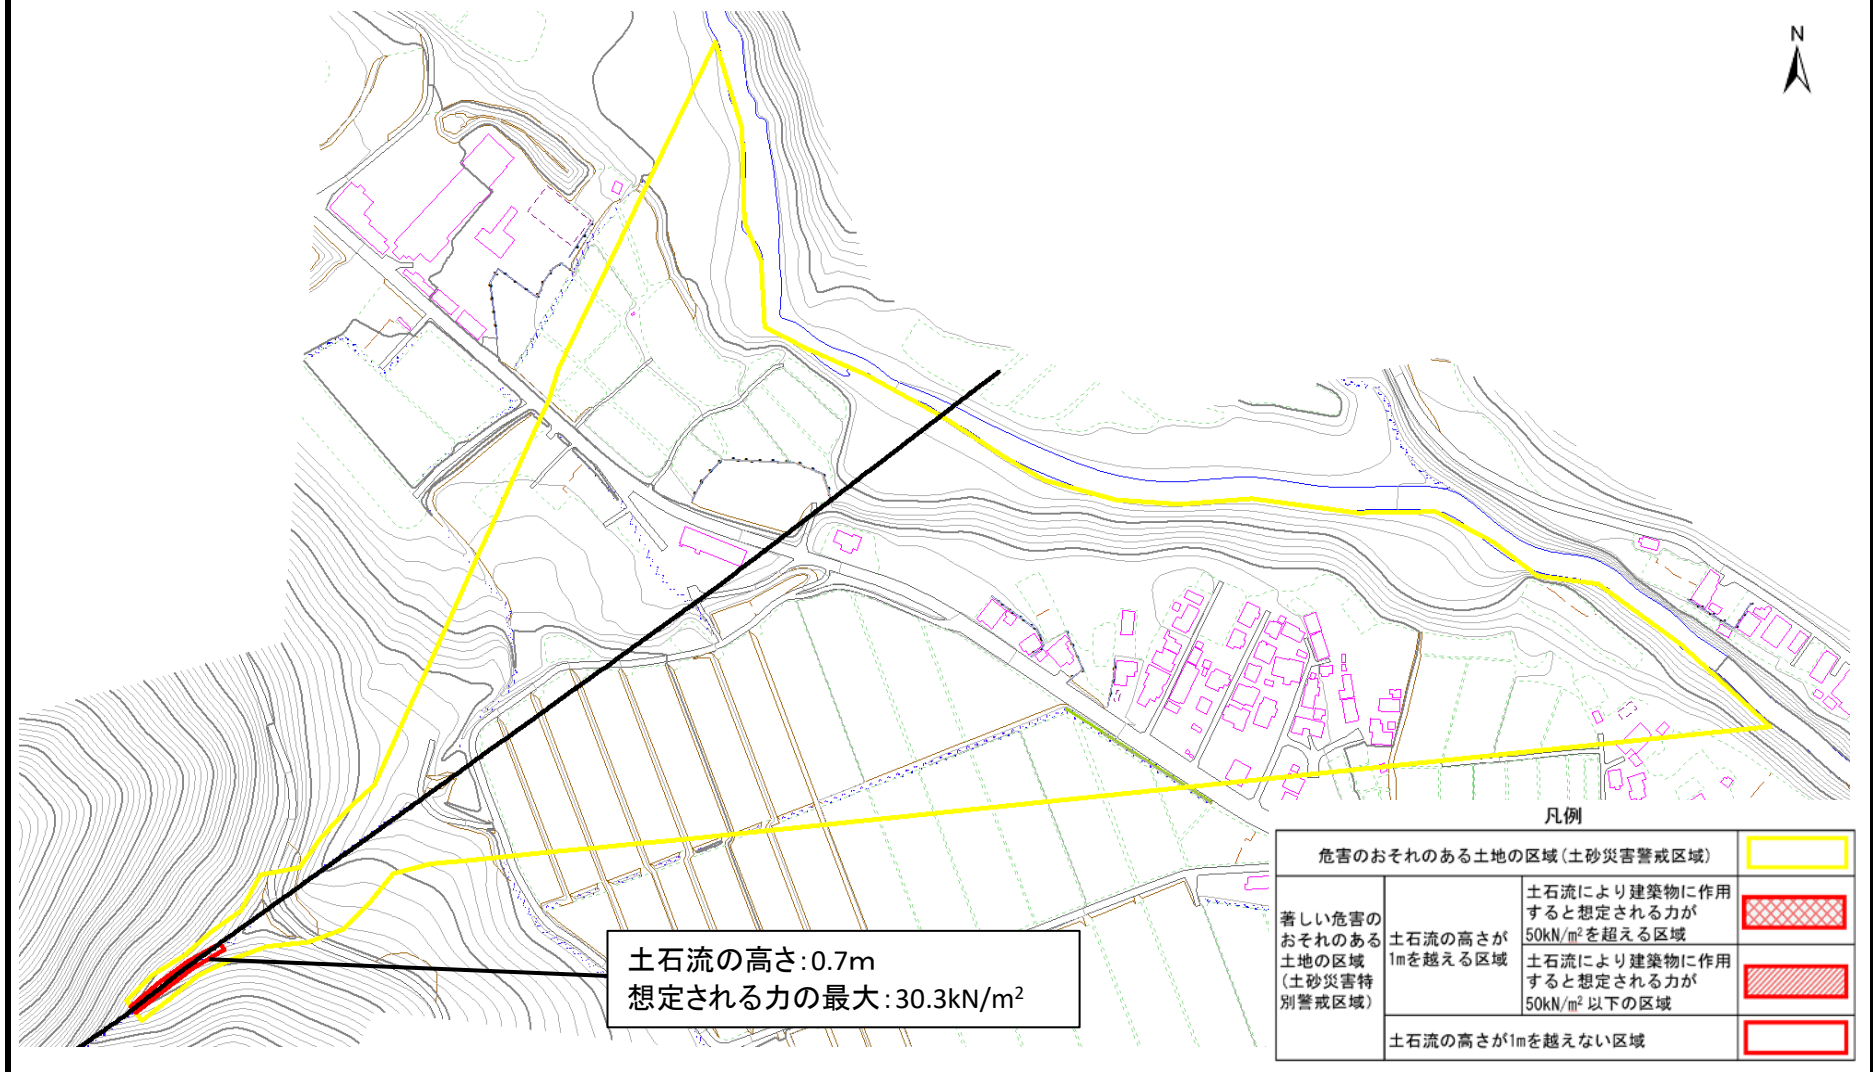 N
土石流の高さ:0.7m
想定される力の最大:30.3kN/m²
凡例
危害のおそれのある土地の区域(土砂災害警戒区域)
著しい危害の
おそれのある
土地の区域
(土砂災害特
別警戒区域)
土石流の高さが
1mを越える区域
土石流により建築物に作用
すると想定される力が
50kN/㎡を超える区域
土石流により建築物に作用
すると想定される力が
50kN/㎡以下の区域
土石流の高さが1mを越えない区域